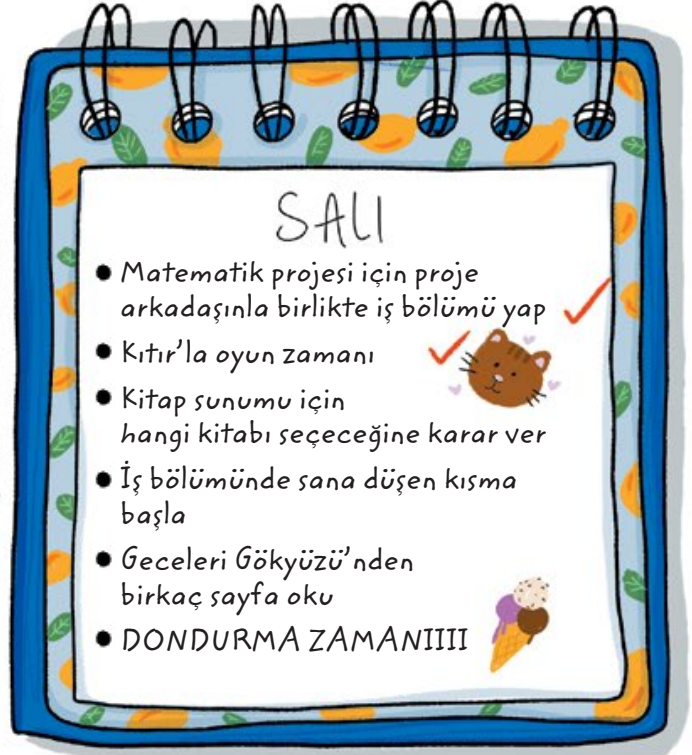 SALI
● Matematik projesi için proje
arkadaşınla birlikte iş bölümü yap
● Kıtır'la oyun zamanı
● Kitap sunumu için
hangi kitabı seçeceğine karar ver
● İş bölümünde sana düşen kısma
başla
● Geceleri Gökyüzü'nden
birkaç sayfa oku
● DONDURMA ZAMANIIII